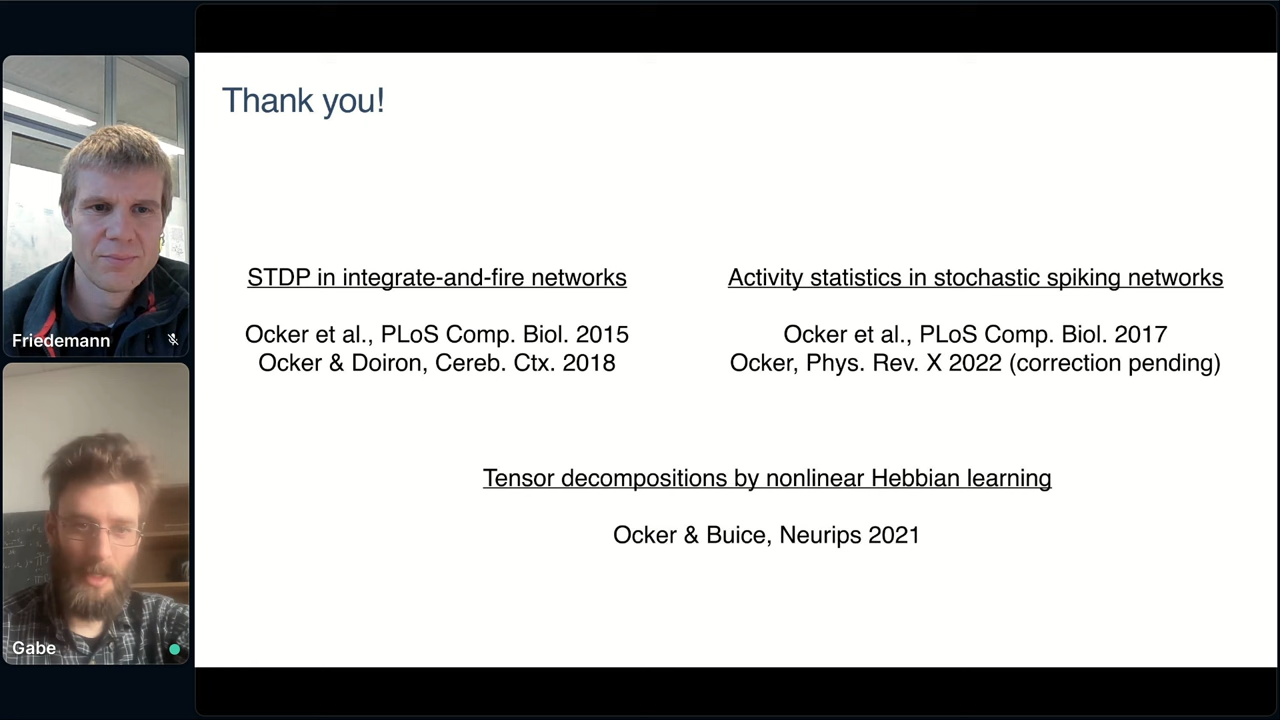 Thank you!
STDP in integrate-and-fire networks
Ocker et al., PLoS Comp. Biol. 2015
Ocker & Doiron, Cereb. Ctx. 2018
Activity statistics in stochastic spiking networks
Ocker et al., PLoS Comp. Biol. 2017
Ocker, Phys. Rev. X 2022 (correction pending)
Tensor decompositions by nonlinear Hebbian learning
Ocker & Buice, Neurips 2021
Friedemann
Gabe